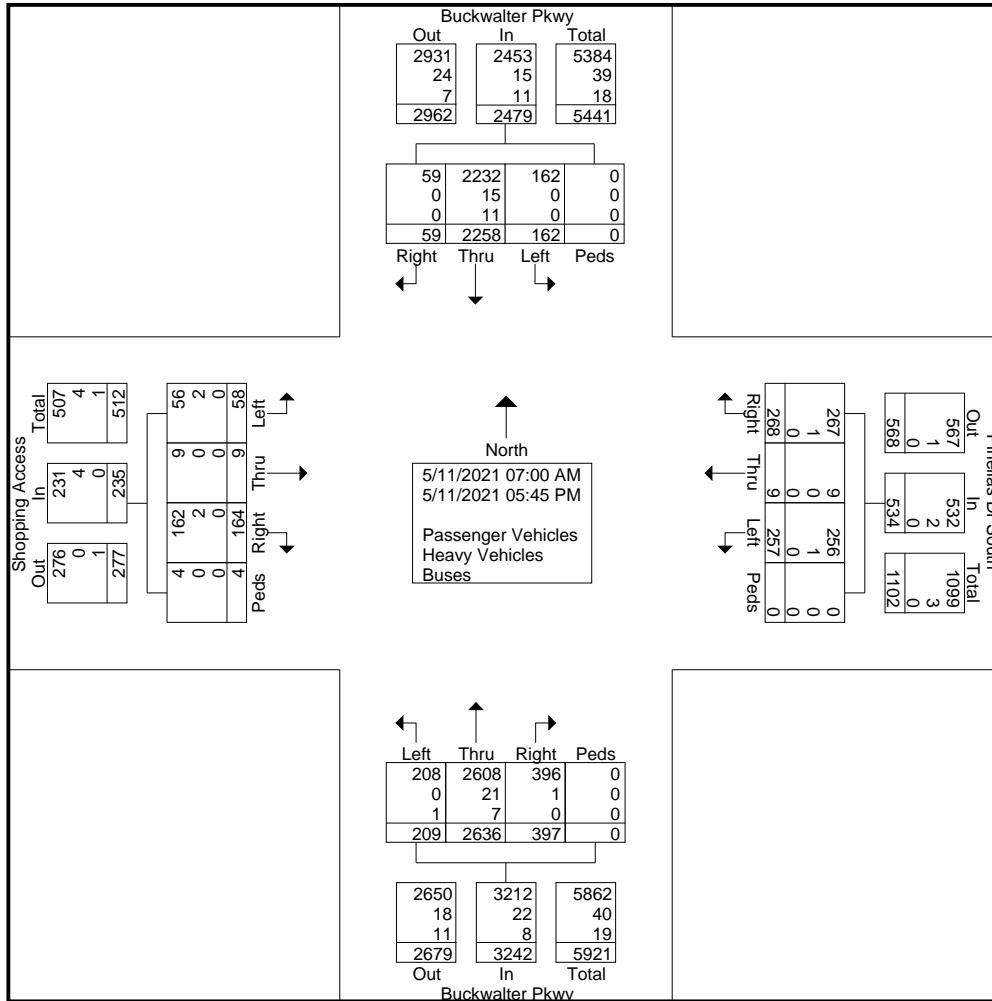 Buckwalter Pkwy
Out In Total
2931 2453 5384
24 15 39
7 11 18
2962 2479 5441
59 2232 162 0
0 15 0 0
0 11 0 0
59 2258 162 0
Right Thru Left Peds
Shopping Access
Total
507 4 1 512
In
231 4 0 235
Out
276 0 1 277
56 2 0 58
Left
9 0 0 9
Thru
162 2 0 164
Right
4 0 0 4
Peds
North
5/11/2021 07:00 AM
5/11/2021 05:45 PM
Passenger Vehicles
Heavy Vehicles
Buses
Right
267 1 0 268
Thru
9 0 0 9
Left
256 1 0 257
Peds
0 0 0 0
Out
567 1 0 568
In
532 2 0 534
Total
1099 3 0 1102
South
Left Thru Right Peds
208 2608 396 0
0 21 1 0
1 7 0 0
209 2636 397 0
2650 3212 5862
18 22 40
11 8 19
2679 3242 5921
Out In Total
Buckwalter Pkwy